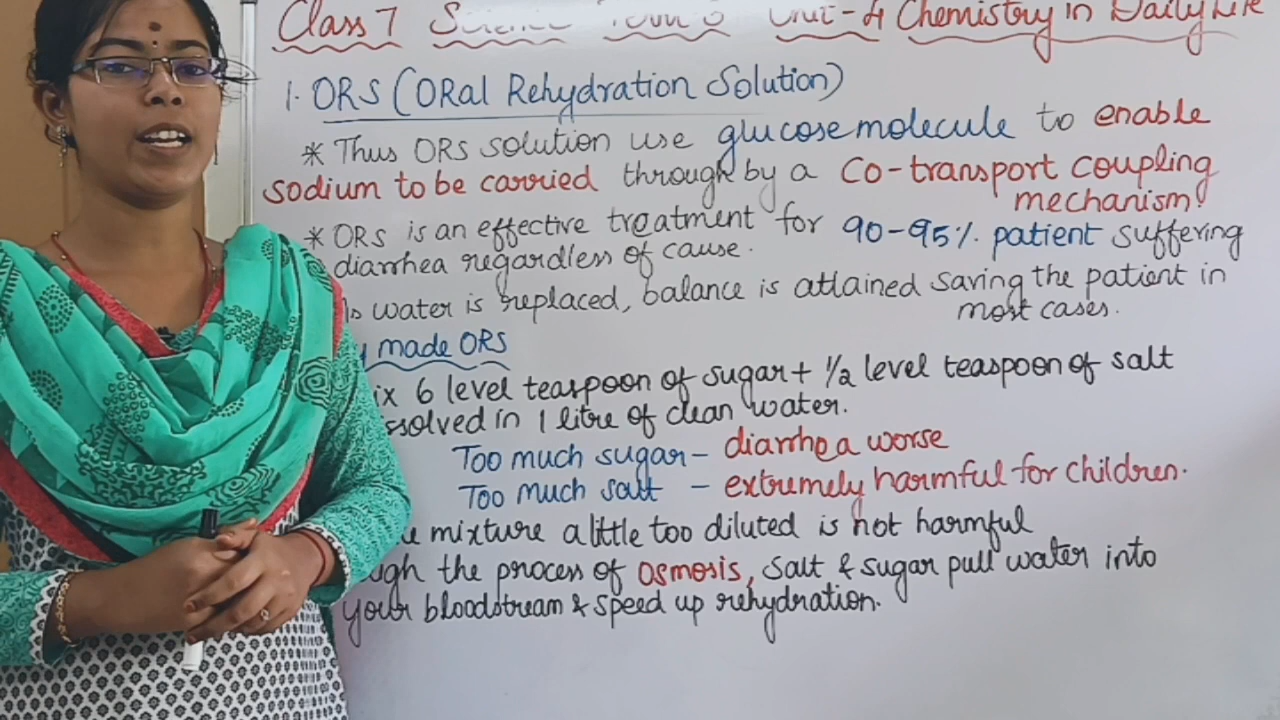 Class 7 Science Term 3 Unit-4 Chemistry in Daily Life
1. ORS (ORal Rehydration Solution)
* Thus ORS solution use glucose molecule to enable
sodium to be carried through by a Co-transport coupling
mechanism.
* ORS is an effective treatment for 90-95% patient suffering
diarrhea regardless of cause.
water is replaced, balance is attained saving the patient in
most cases.
made ORS
6 level teaspoon of sugar + 1/2 level teaspoon of salt
in 1 litre of clean water.
Too much sugar - diarrhea worse
Too much salt - extremely harmful for children.
mixture a little too diluted is not harmful
the process of osmosis, salt & sugar pull water into
your bloodstream & speed up rehydration.